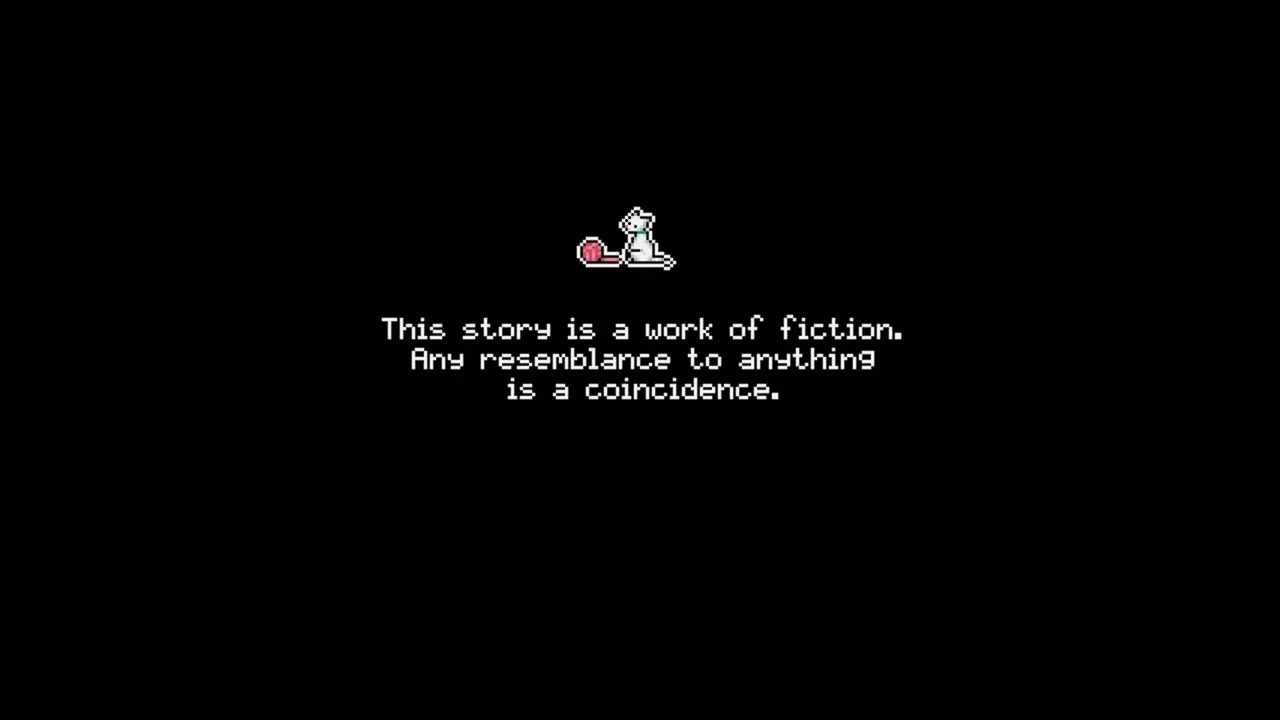 This story is a work of fiction.
Any resemblance to anything
is a coincidence.